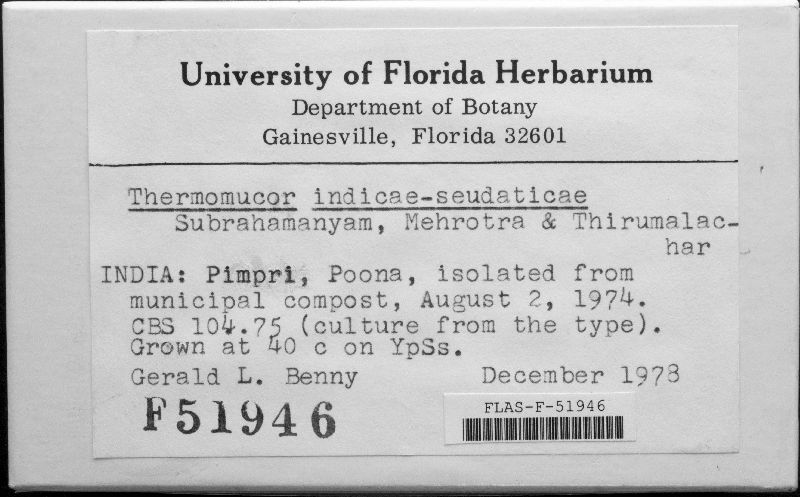 University of Florida Herbarium
Department of Botany
Gainesville, Florida 32601
Thermomucor indicae-seudaticae
Subrahamanyam, Mehrotra & Thirumalac-
har
INDIA: Pimpri, Poona, isolated from
municipal compost, August 2, 1974.
CBS 104.75 (culture from the type).
Grown at 40 c on YpSs.
Gerald L. Benny December 1978
F51946
FLAS-F-51946